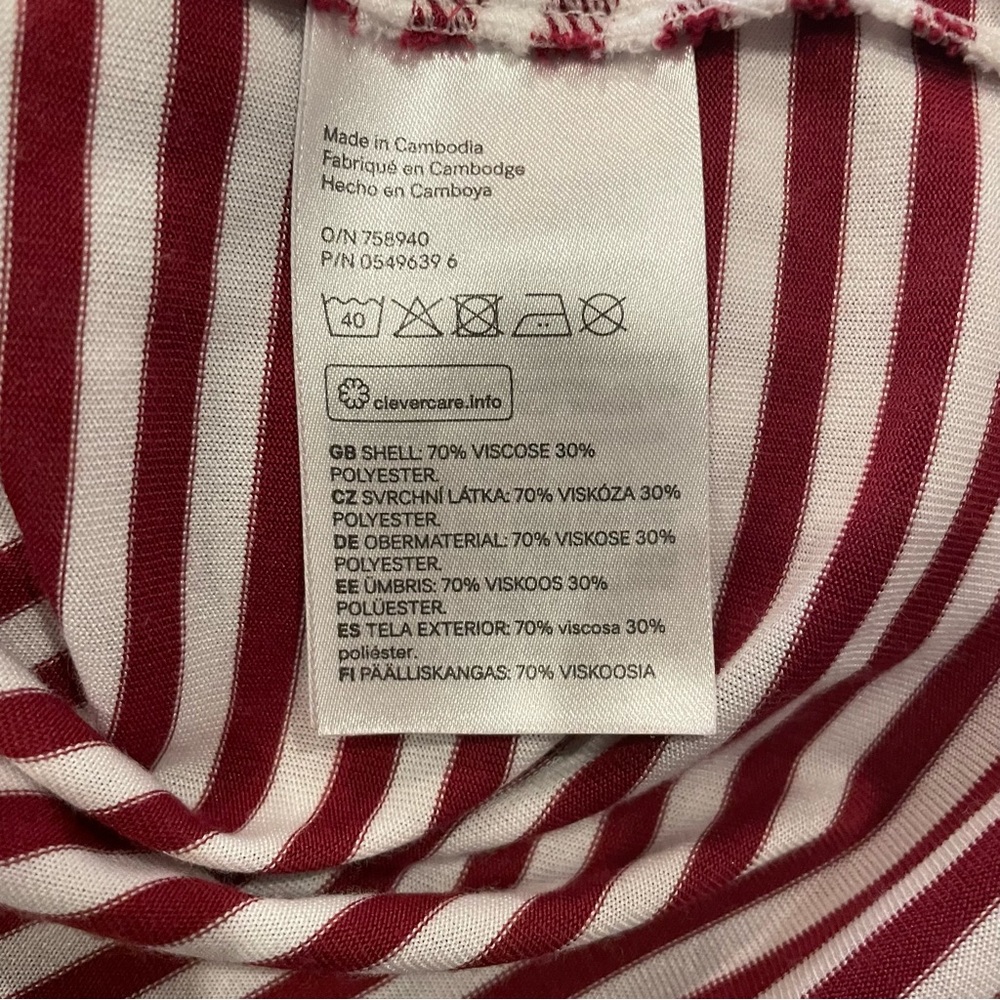 Made in Cambodia
Fabriqué en Cambodge
Hecho en Camboya
O/N 758940
P/N 0549639 6
40
clevercare.info
GB SHELL: 70% VISCOSE 30%
POLYESTER.
CZ SVRCHNÍ LÁTKA: 70% VISKÓZA 30%
POLYESTER.
DE OBERMATERIAL: 70% VISKOSE 30%
POLYESTER.
EE ÜMBRIS: 70% VISKOOS 30%
POLÜESTER.
ES TELA EXTERIOR: 70% viscosa 30%
poliéster.
FI PÄÄLLISKANGAS: 70% VISKOOSIA